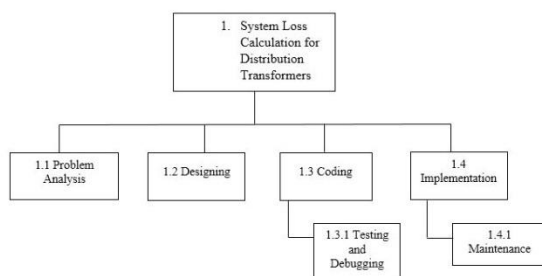 1. System Loss
Calculation for
Distribution
Transformers
1.1 Problem
Analysis
1.2 Designing
1.3 Coding
1.4
Implementation
1.3.1 Testing
and
Debugging
1.4.1
Maintenance